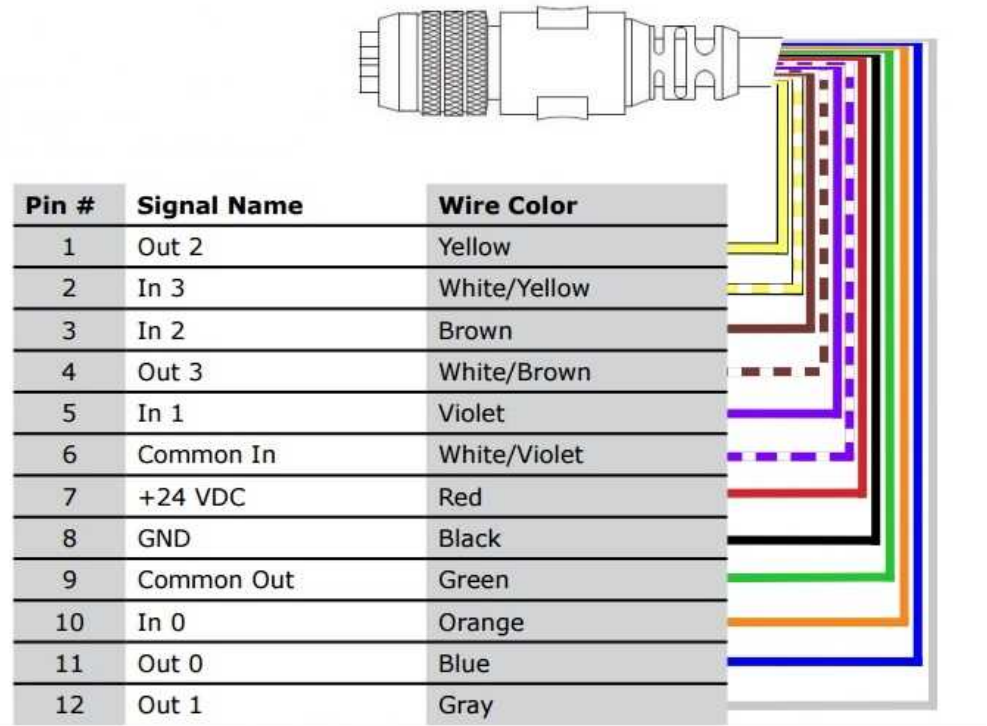 Pin # Signal Name Wire Color
1 Out 2 Yellow
2 In 3 White/Yellow
3 In 2 Brown
4 Out 3 White/Brown
5 In 1 Violet
6 Common In White/Violet
7 +24 VDC Red
8 GND Black
9 Common Out Green
10 In 0 Orange
11 Out 0 Blue
12 Out 1 Gray